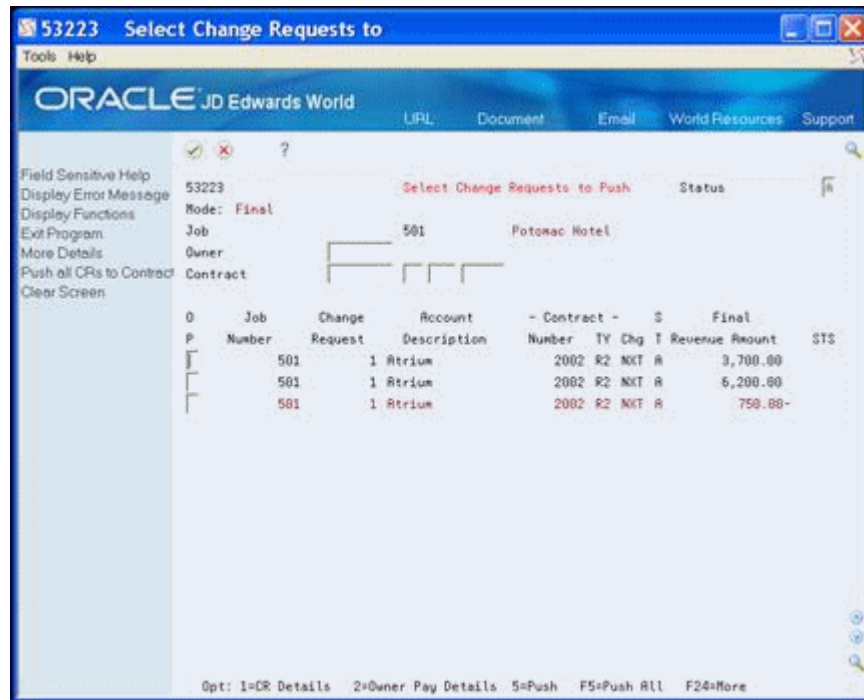 53223 Select Change Requests to
Tools Help
ORACLE JD Edwards World
URL Document Email World Resources Support
?
Field Sensitive Help
Display Error Message
Display Functions
Exit Program
More Details
Push all CRs to Contract
Clear Screen
53223 Select Change Requests to Push Status A
Mode: Final
Job 501 Potomac Hotel
Owner
Contract
O Job Change Account - Contract - S Final
P Number Request Description Number TY Chg T Revenue Amount STS
501 1 Atrium 2002 R2 NXT A 3,700.00
501 1 Atrium 2002 R2 NXT A 6,200.00
501 1 Atrium 2002 R2 NXT A 750.00-
Opt: 1=CR Details 2=Owner Pay Details 5=Push F5=Push All F24=More